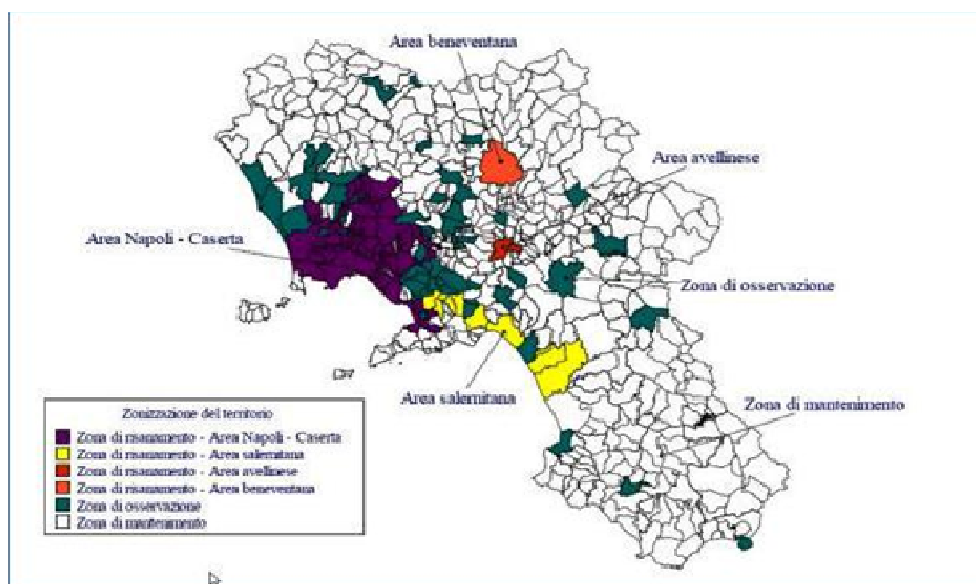 Area beneventana
Area avellinese
Area Napoli - Caserta
Zona di osservazione
Area salernitana
Zona di mantenimento
Zonizzazione del territorio
Zona di risanamento - Area Napoli - Caserta
Zona di risanamento - Area salernitana
Zona di risanamento - Area avellinese
Zona di risanamento - Area beneventana
Zona di osservazione
Zona di mantenimento